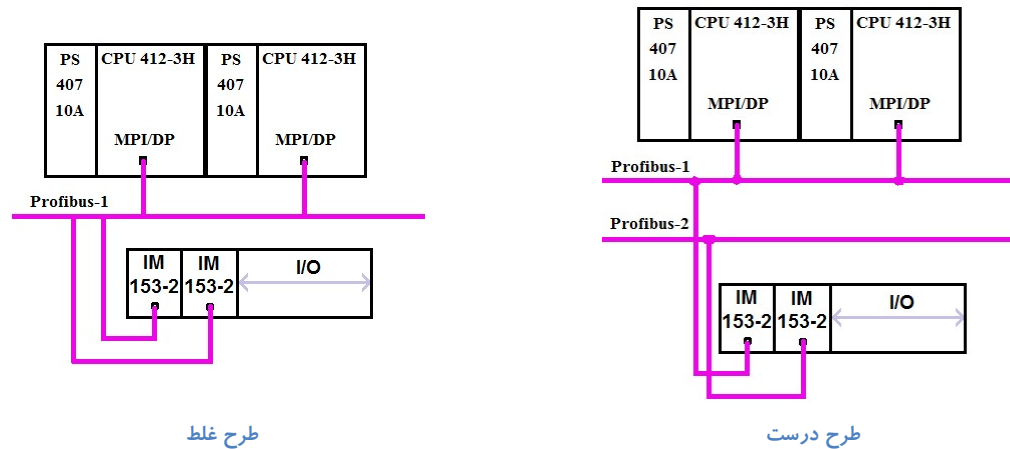 PS 407 10A
CPU 412-3H
MPI/DP
PS 407 10A
CPU 412-3H
MPI/DP
Profibus-1
IM 153-2
IM 153-2
I/O
طرح غلط
PS 407 10A
CPU 412-3H
MPI/DP
PS 407 10A
CPU 412-3H
MPI/DP
Profibus-1
Profibus-2
IM 153-2
IM 153-2
I/O
طرح درست